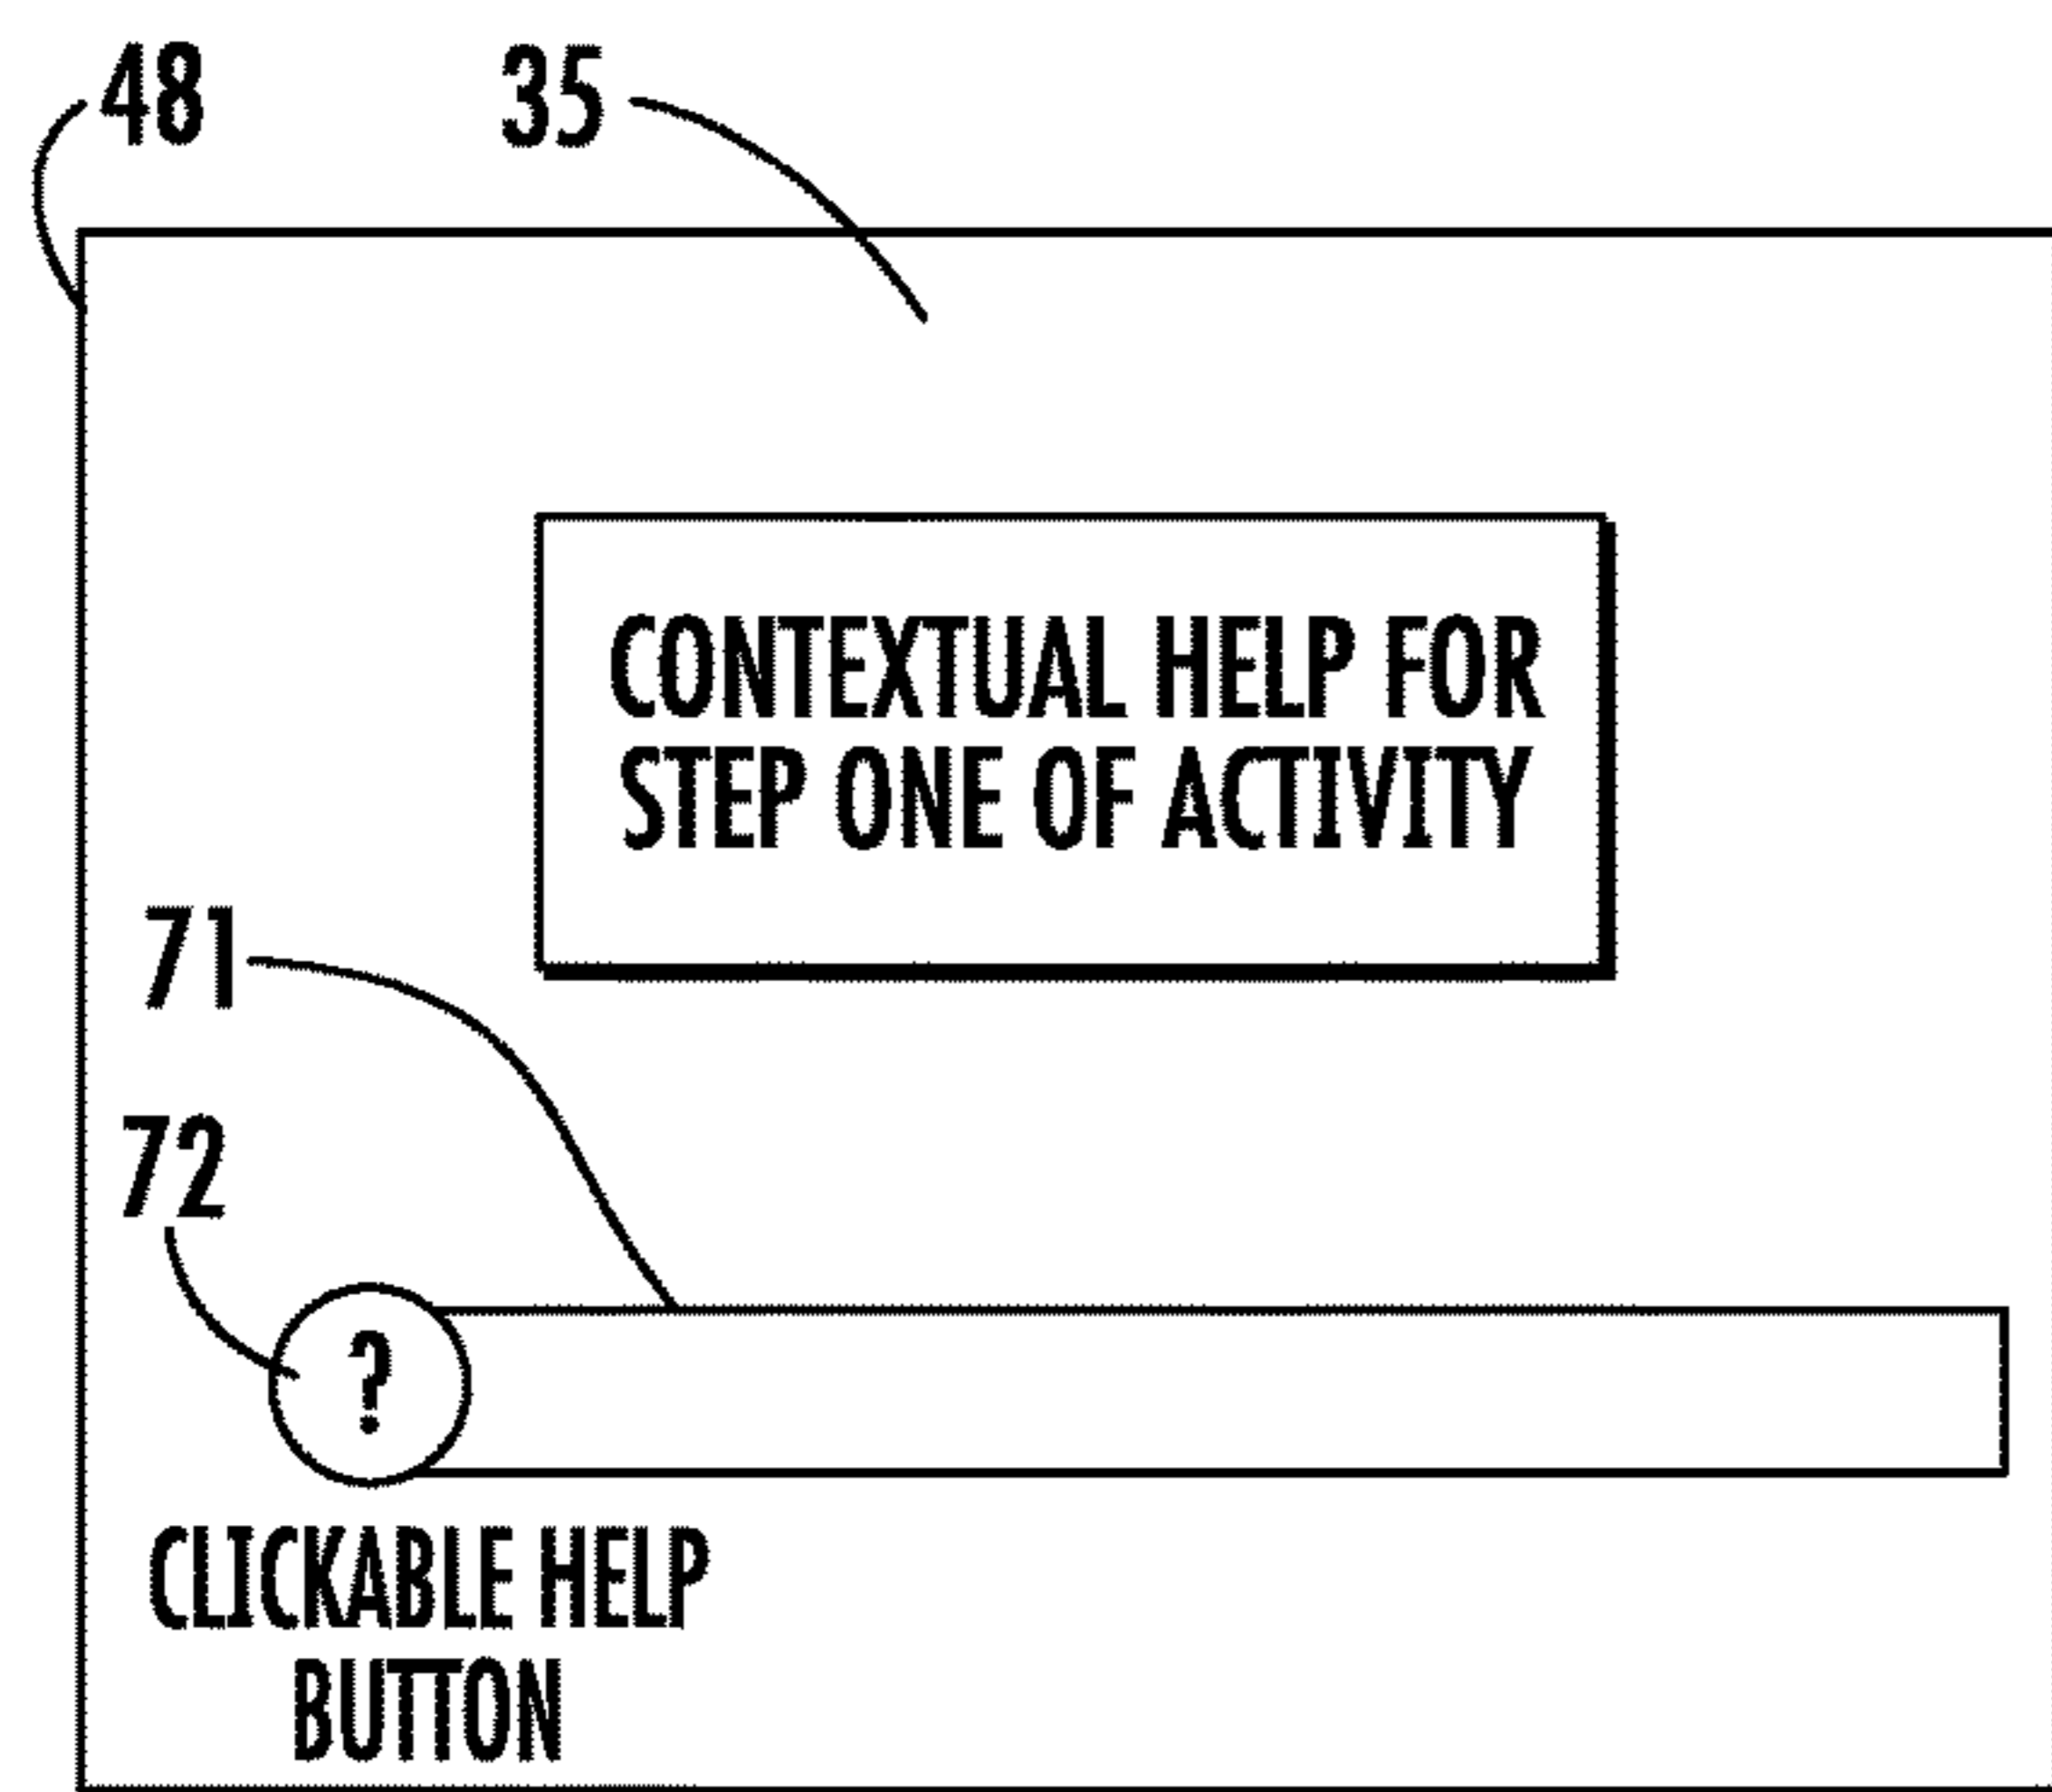 48 35
CONTEXTUAL HELP FOR
STEP ONE OF ACTIVITY
71
72
?
CLICKABLE HELP
BUTTON